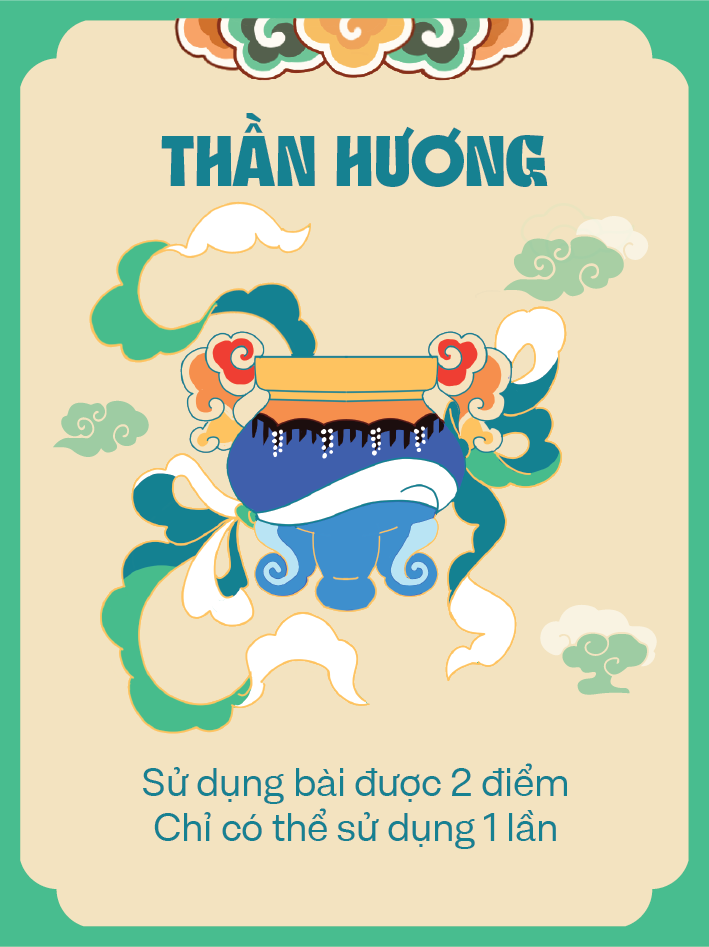 THẦN HƯƠNG
Sử dụng bài được 2 điểm
Chỉ có thể sử dụng 1 lần